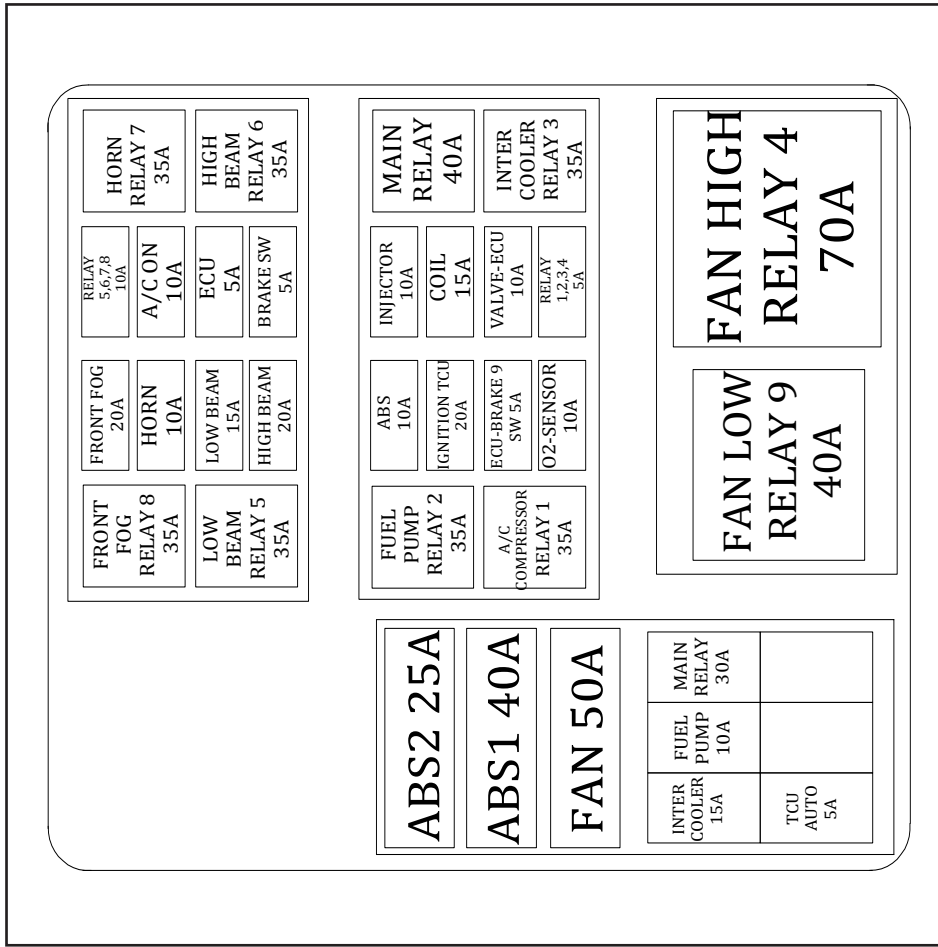 HORN
RELAY 7
35A
HIGH
BEAM
RELAY 6
35A
RELAY
5,6,7,8
10A
A/C ON
10A
ECU
5A
BRAKE SW
5A
FRONT FOG
20A
HORN
10A
LOW BEAM
15A
HIGH BEAM
20A
FRONT
FOG
RELAY 8
35A
LOW
BEAM
RELAY 5
35A
MAIN
RELAY
40A
INTER
COOLER
RELAY 3
35A
INJECTOR
10A
COIL
15A
VALVE-ECU
10A
RELAY
1,2,3,4
5A
ABS
10A
IGNITION TCU
20A
ECU-BRAKE 9
SW 5A
O2-SENSOR
10A
FUEL
PUMP
RELAY 2
35A
A/C
COMPRESSOR
RELAY 1
35A
FAN HIGH
RELAY 4
70A
FAN LOW
RELAY 9
40A
ABS2 25A
ABS1 40A
FAN 50A
MAIN
RELAY
30A
FUEL
PUMP
10A
INTER
COOLER
15A
TCU
AUTO
5A